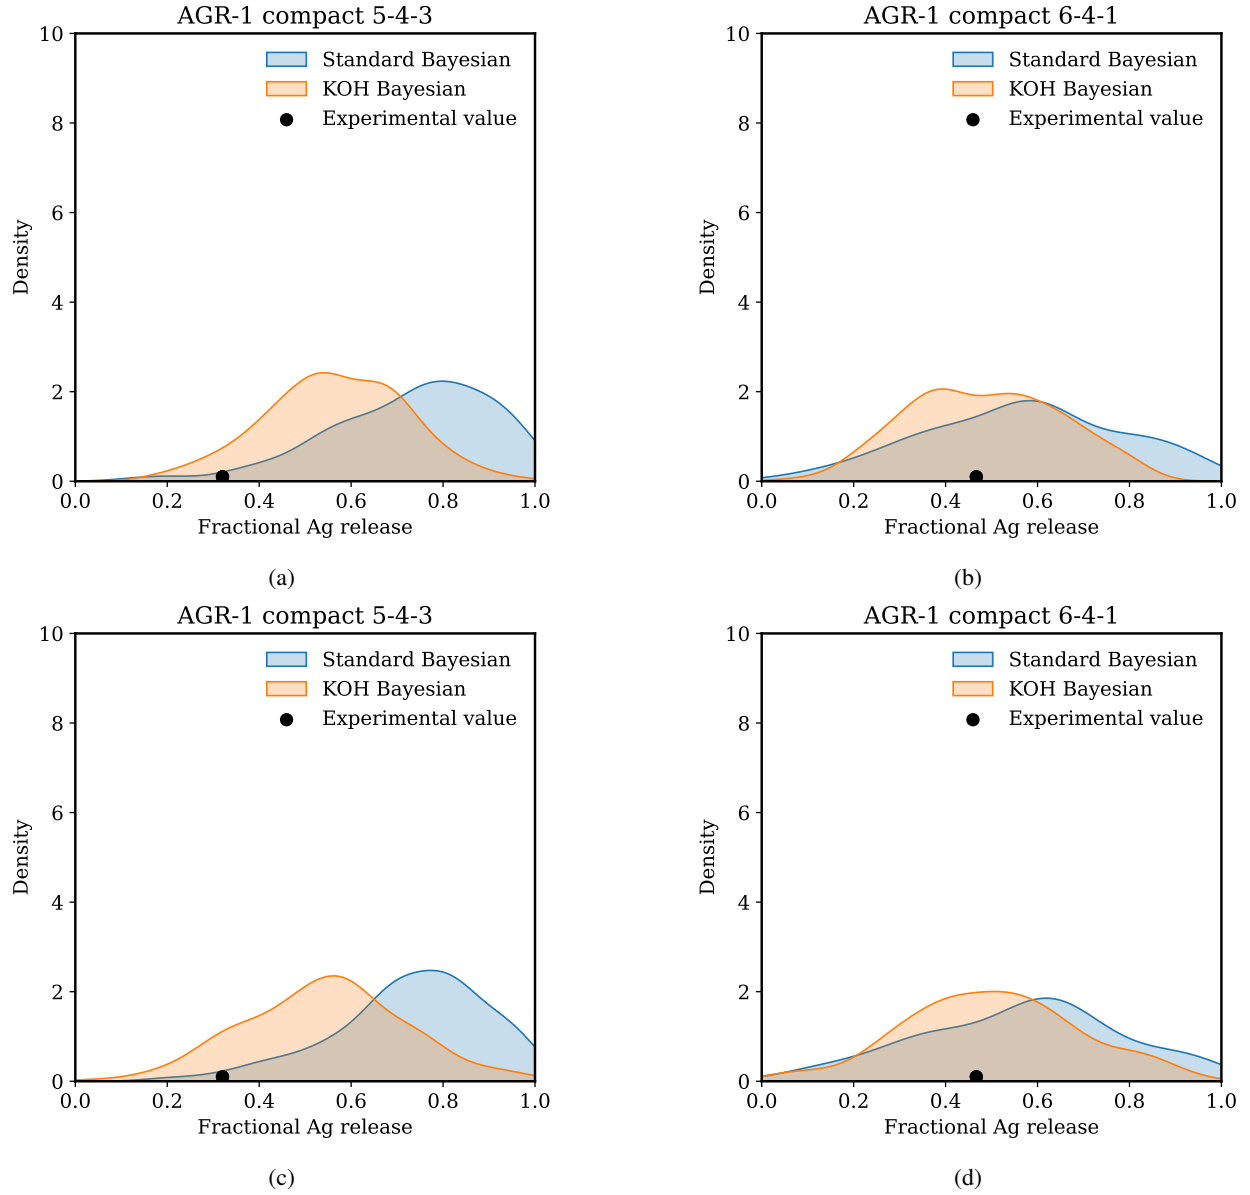 AGR-1 compact 5-4-3
10
8
6
4
2
0
Density
Standard Bayesian
KOH Bayesian
Experimental value
0.0 0.2 0.4 0.6 0.8 1.0
Fractional Ag release
(a)
AGR-1 compact 6-4-1
10
8
6
4
2
0
Density
Standard Bayesian
KOH Bayesian
Experimental value
0.0 0.2 0.4 0.6 0.8 1.0
Fractional Ag release
(b)
AGR-1 compact 5-4-3
10
8
6
4
2
0
Density
Standard Bayesian
KOH Bayesian
Experimental value
0.0 0.2 0.4 0.6 0.8 1.0
Fractional Ag release
(c)
AGR-1 compact 6-4-1
10
8
6
4
2
0
Density
Standard Bayesian
KOH Bayesian
Experimental value
0.0 0.2 0.4 0.6 0.8 1.0
Fractional Ag release
(d)